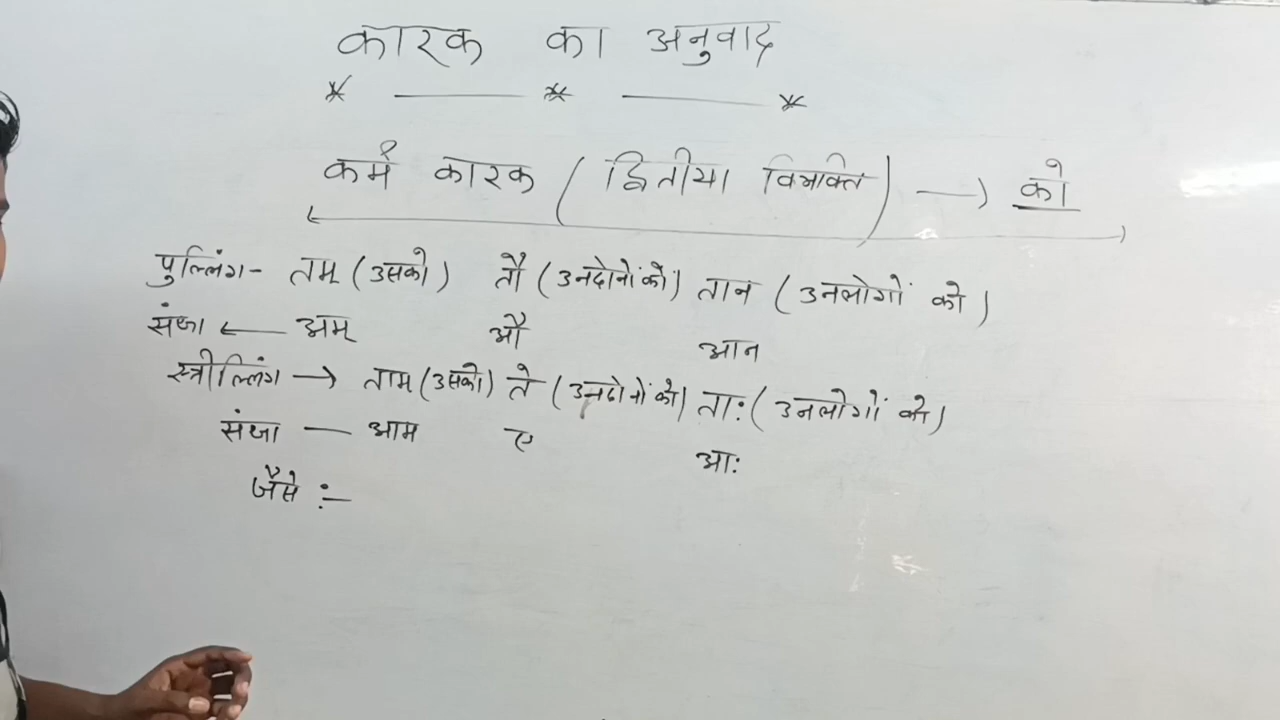 कारक का अनुवाद
कर्म कारक ( द्वितीया विभक्ति ) → को
पुल्लिंग - तम् (उसको) तौ (उनदोनों को) तान (उनलोगों को)
संज्ञा ← अम् औ आन
स्त्रील्लिंग → ताम (उसको) ते (उनदोनों को) ताः (उनलोगों को)
संज्ञा — आम ए आः
जैसे :-